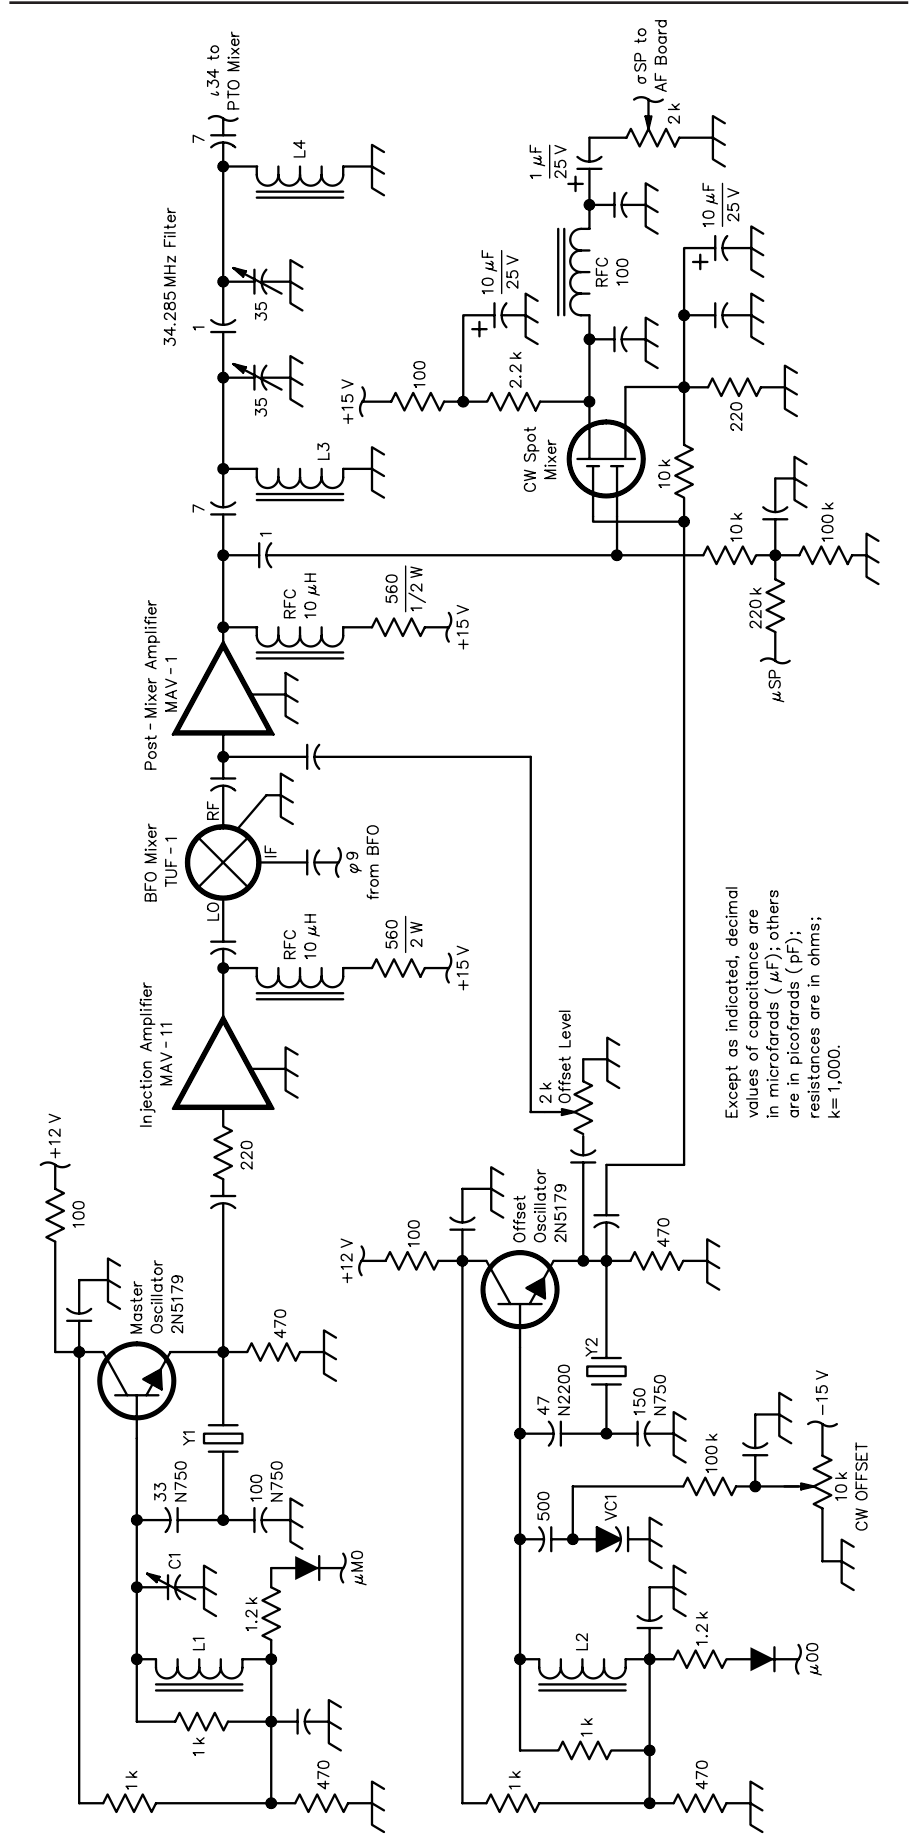 +12 V
100
Master
Oscillator
2N5179
Injection Amplifier
MAV-11
BFO Mixer
TUF-1
Post-Mixer Amplifier
MAV-1
34.285 MHz Filter
ι34 to
PTO Mixer
1 k
1 k
L1
C1
33
N750
100
N750
Y1
470
220
LO
RF
IF
7
1
7
35
35
L3
L4
470
1.2 k
μMO
RFC
10 μH
560
2 W
+15 V
φ9
from BFO
RFC
10 μH
560
1/2 W
+15 V
1
+12 V
100
Offset
Oscillator
2N5179
2 k
Offset Level
+15 V
100
+
10 μF
25 V
2.2 k
CW Spot
Mixer
RFC
100
+
1 μF
25 V
σSP to
AF Board
2 k
1 k
1 k
L2
500
VC1
47
N2200
150
N750
Y2
470
10 k
220
+
10 μF
25 V
470
1.2 k
μOO
100 k
10 k
CW OFFSET
-15 V
μSP
220 k
10 k
100 k
Except as indicated, decimal
values of capacitance are
in microfarads ( μF); others
are in picofarads ( pF);
resistances are in ohms;
k= 1,000.